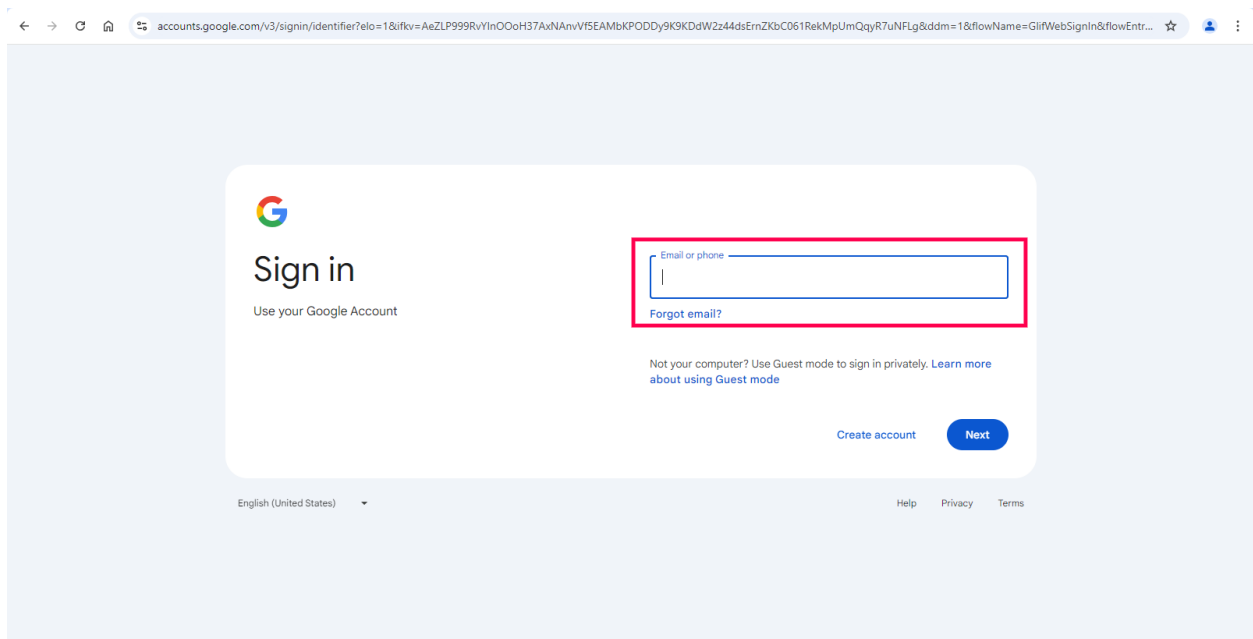 accounts.google.com/v3/signin/identifier?elo=1&ifkv=AeZLP999RvYInOOoH37AxNAnvVf5EAMbKPODDy9K9KDdW2z44dsErnZKbC061RekMpUmQqyR7uNFLg&ddm=1&flowName=GlifWebSignIn&flowEntr...
Sign in
Use your Google Account
Email or phone
Forgot email?
Not your computer? Use Guest mode to sign in privately. Learn more
about using Guest mode
Create account
Next
English (United States)
Help Privacy Terms